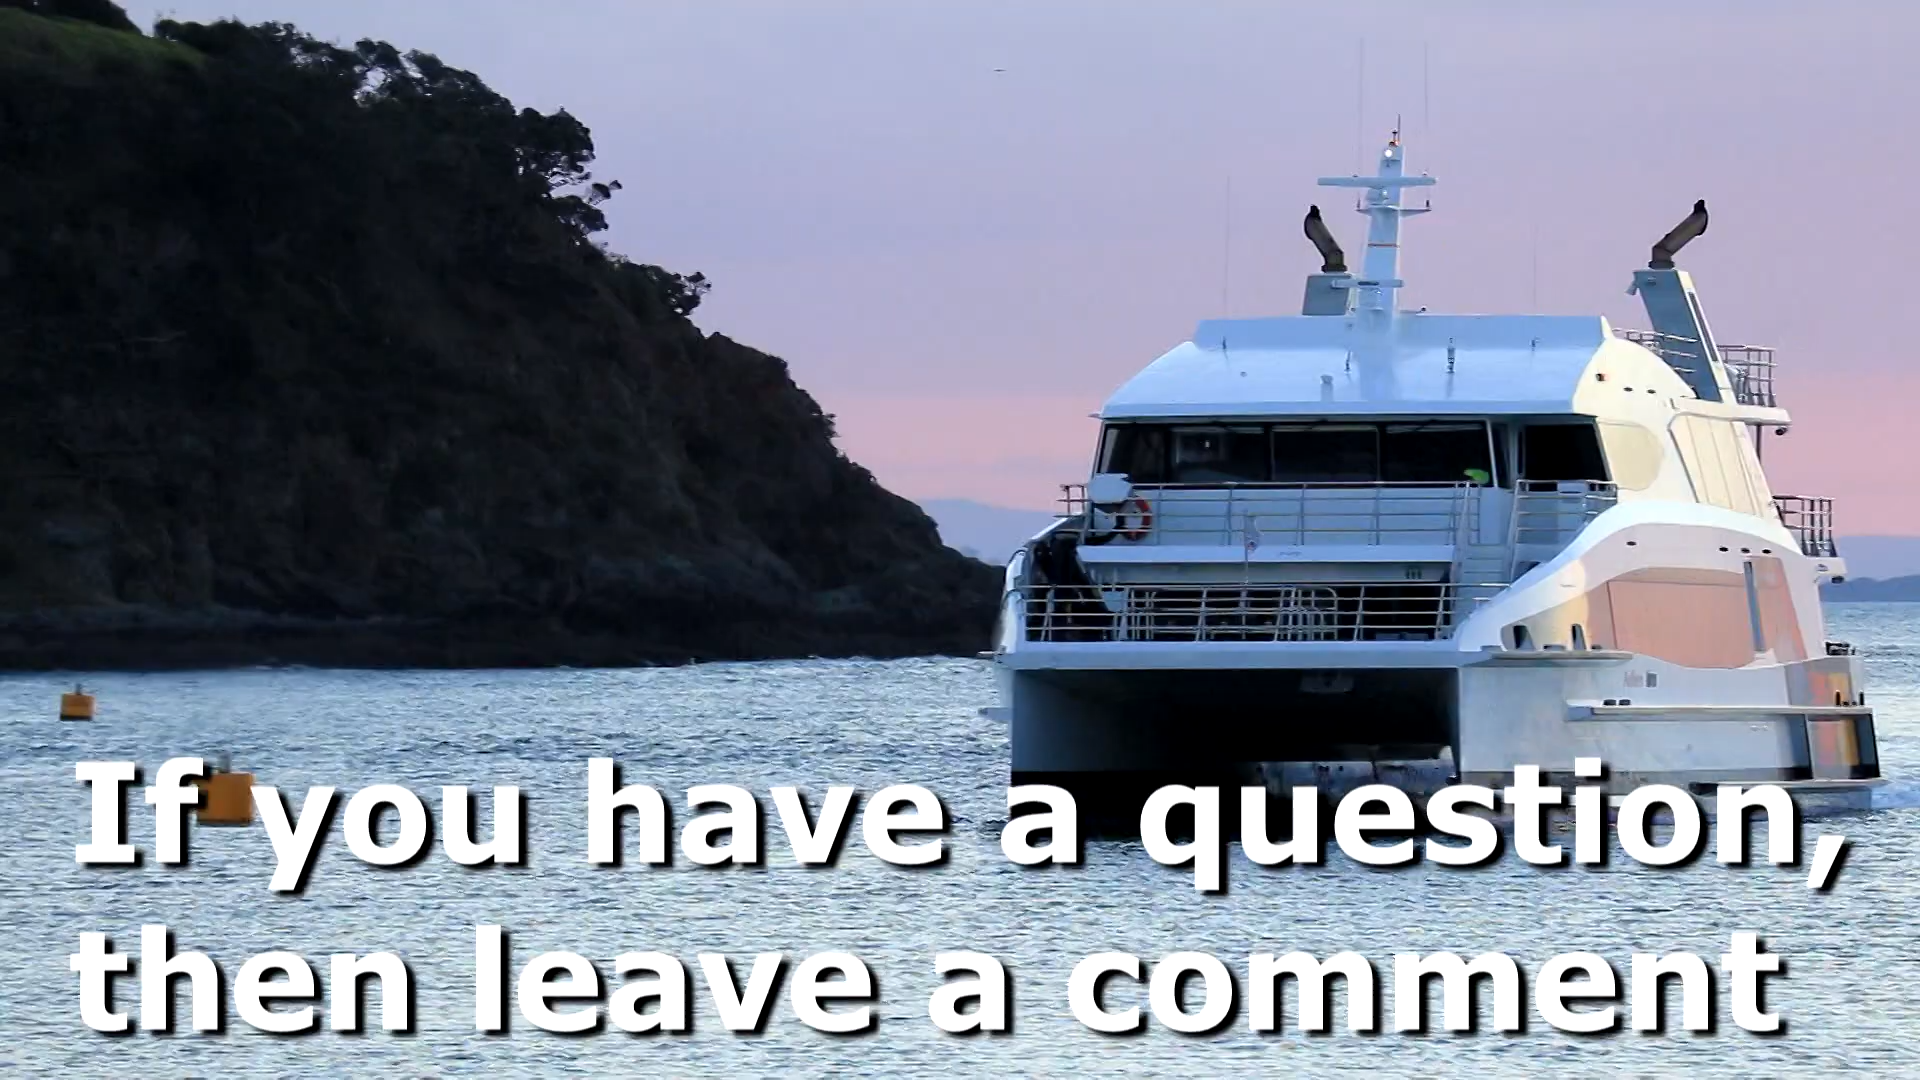 If you have a question,
then leave a comment